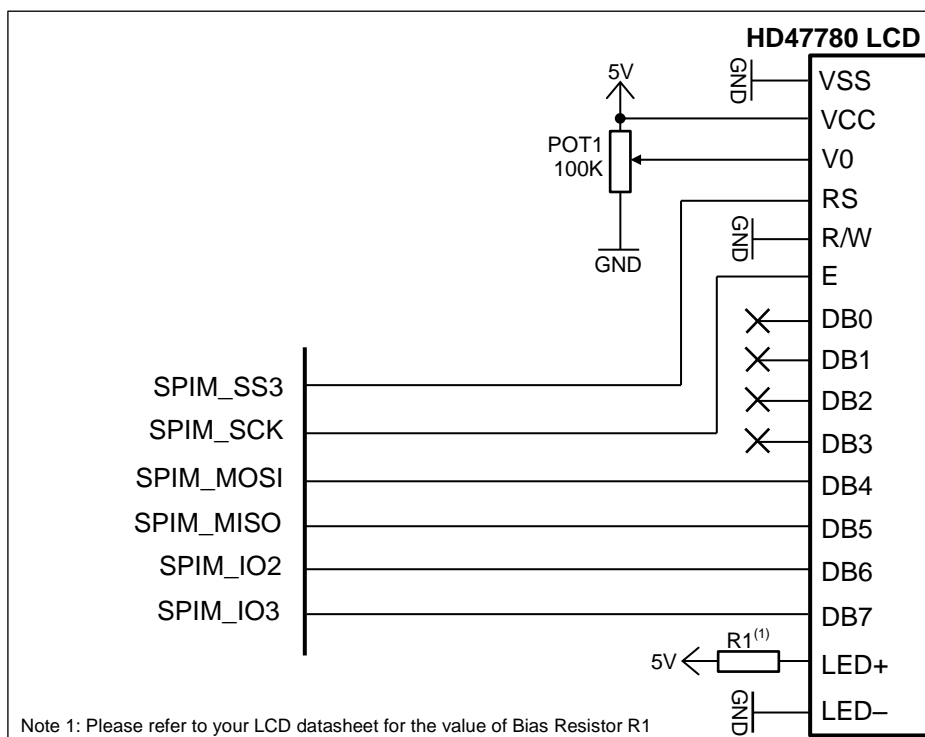 HD47780 LCD
5V
GND
VSS
VCC
POT1
100K
V0
RS
GND
R/W
GND
E
DB0
DB1
SPIM_SS3
DB2
SPIM_SCK
DB3
SPIM_MOSI
DB4
SPIM_MISO
DB5
SPIM_IO2
DB6
SPIM_IO3
DB7
R1(1)
5V
LED+
GND
LED–
Note 1: Please refer to your LCD datasheet for the value of Bias Resistor R1